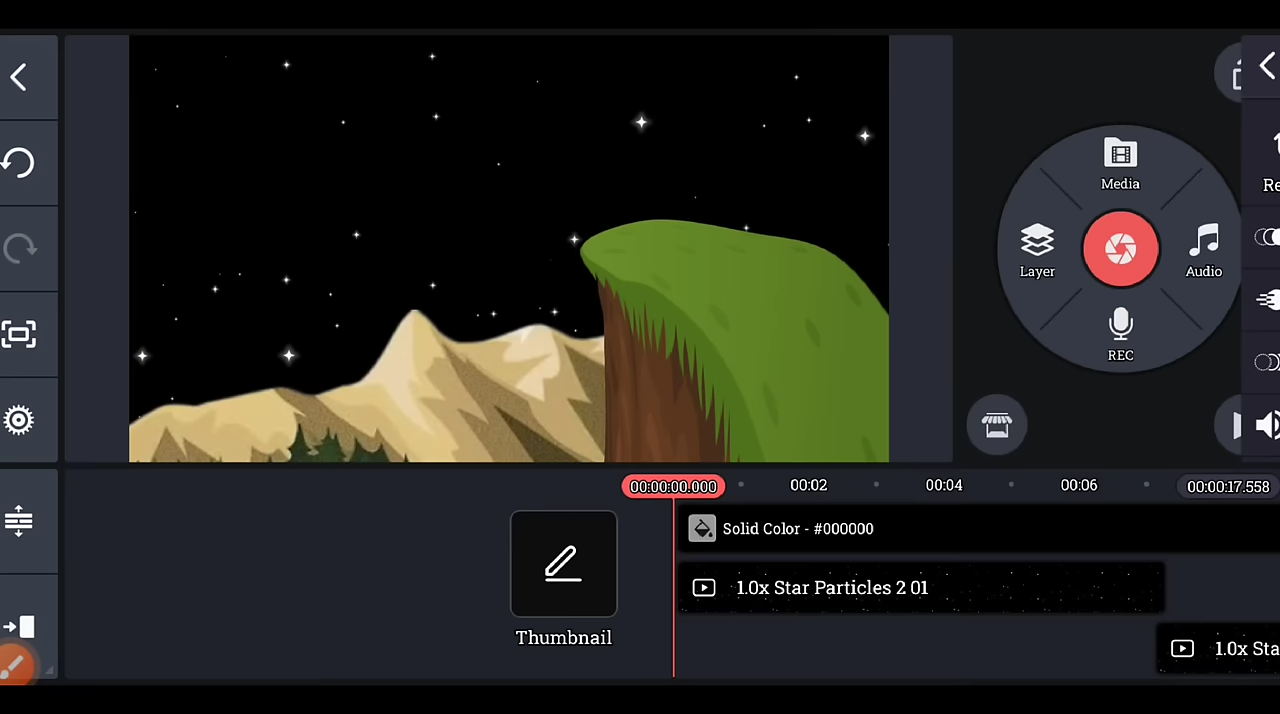 Media
Layer
Audio
REC
Re
00:00:00.000
00:02
00:04
00:06
00:00:17.558
Solid Color - #000000
1.0x Star Particles 2 01
Thumbnail
1.0x Sta